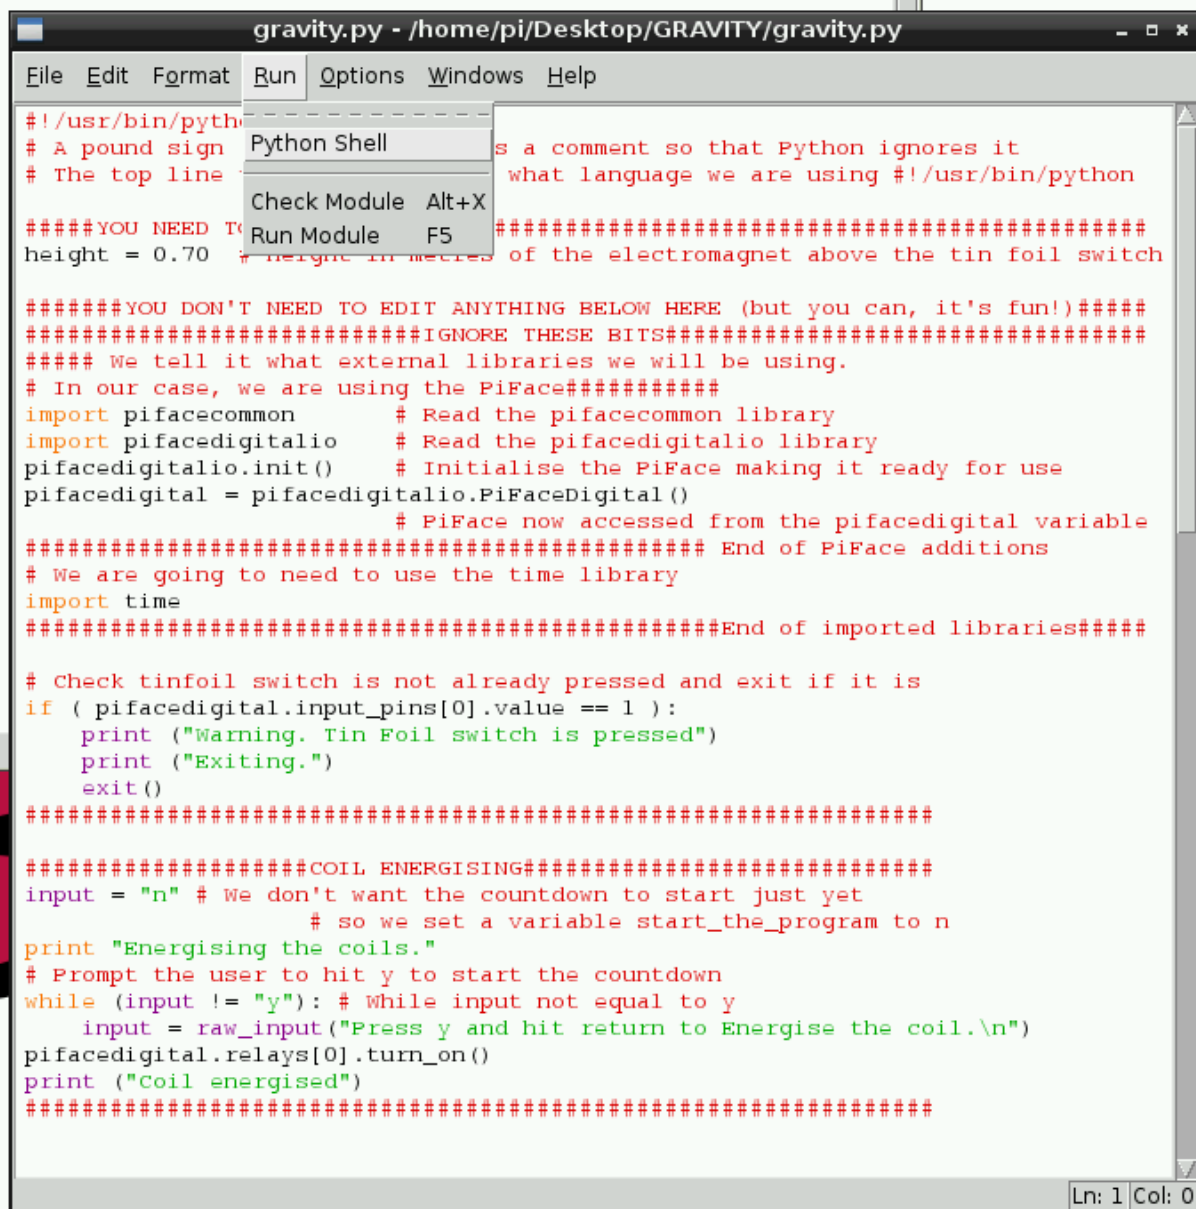 gravity.py - /home/pi/Desktop/GRAVITY/gravity.py
File Edit Format Run Options Windows Help
Python Shell
Check Module Alt+X
Run Module F5
#!/usr/bin/pyth
# A pound sign s a comment so that Python ignores it
# The top line what language we are using #!/usr/bin/python
#####YOU NEED T ##############################################
height = 0.70 # Height in metres of the electromagnet above the tin foil switch
#######YOU DON'T NEED TO EDIT ANYTHING BELOW HERE (but you can, it's fun!)#####
############################IGNORE THESE BITS##################################
##### We tell it what external libraries we will be using.
# In our case, we are using the PiFace###########
import pifacecommon       # Read the pifacecommon library
import pifacedigitalio    # Read the pifacedigitalio library
pifacedigitalio.init()    # Initialise the PiFace making it ready for use
pifacedigital = pifacedigitalio.PiFaceDigital()
                          # PiFace now accessed from the pifacedigital variable
################################################ End of PiFace additions
# We are going to need to use the time library
import time
#################################################End of imported libraries#####
# Check tinfoil switch is not already pressed and exit if it is
if ( pifacedigital.input_pins[0].value == 1 ):
    print ("Warning. Tin Foil switch is pressed")
    print ("Exiting.")
    exit()
################################################################
####################COIL ENERGISING#############################
input = "n" # We don't want the countdown to start just yet
                    # so we set a variable start_the_program to n
print "Energising the coils."
# Prompt the user to hit y to start the countdown
while (input != "y"): # While input not equal to y
    input = raw_input("Press y and hit return to Energise the coil.\n")
pifacedigital.relays[0].turn_on()
print ("Coil energised")
################################################################
Ln: 1 Col: 0